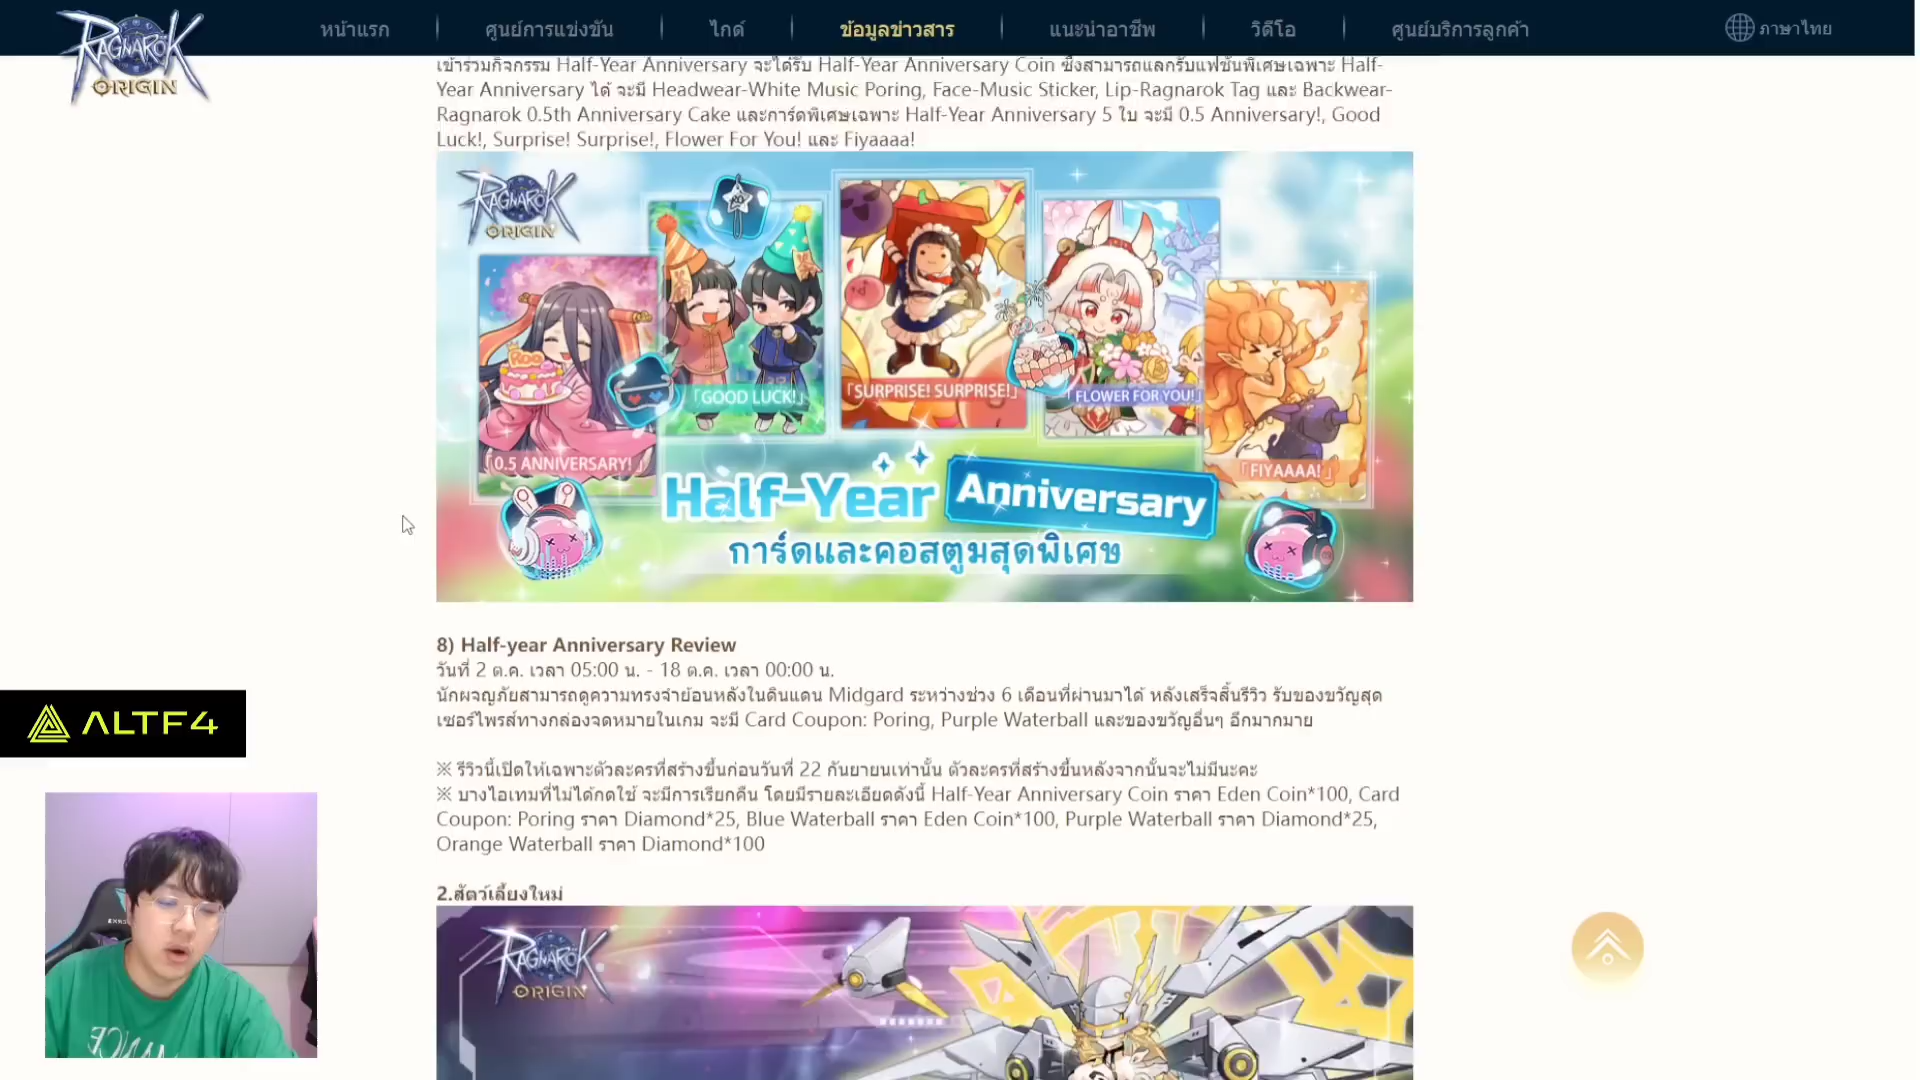 RAGNAROK
ORIGIN
หน้าแรก
ศูนย์การแข่งขัน
ไกด์
ข้อมูลข่าวสาร
แนะนำอาชีพ
วิดีโอ
ศูนย์บริการลูกค้า
ภาษาไทย
เข้าร่วมกิจกรรม Half-Year Anniversary จะได้รับ Half-Year Anniversary Coin ซึ่งสามารถแลกรับแฟชั่นพิเศษเฉพาะ Half-
Year Anniversary ได้ จะมี Headwear-White Music Poring, Face-Music Sticker, Lip-Ragnarok Tag และ Backwear-
Ragnarok 0.5th Anniversary Cake และการ์ดพิเศษเฉพาะ Half-Year Anniversary 5 ใบ จะมี 0.5 Anniversary!, Good
Luck!, Surprise! Surprise!, Flower For You! และ Fiyaaaa!
RAGNAROK
ORIGIN
RO
ROO
「GOOD LUCK!」
「SURPRISE! SURPRISE!」
「FLOWER FOR YOU!」
「0.5 ANNIVERSARY!」
「FIYAAAA!」
Half-Year Anniversary
การ์ดและคอสตูมสุดพิเศษ
8) Half-year Anniversary Review
วันที่ 2 ต.ค. เวลา 05:00 น. - 18 ต.ค. เวลา 00:00 น.
นักผจญภัยสามารถดูความทรงจำย้อนหลังในดินแดน Midgard ระหว่างช่วง 6 เดือนที่ผ่านมาได้ หลังเสร็จสิ้นรีวิว รับของขวัญสุด
เซอร์ไพรส์ทางกล่องจดหมายในเกม จะมี Card Coupon: Poring, Purple Waterball และของขวัญอื่นๆ อีกมากมาย
※ รีวิวนี้เปิดให้เฉพาะตัวละครที่สร้างขึ้นก่อนวันที่ 22 กันยายนเท่านั้น ตัวละครที่สร้างขึ้นหลังจากนั้นจะไม่มีนะคะ
※ บางไอเทมที่ไม่ได้กดใช้ จะมีการเรียกคืน โดยมีรายละเอียดดังนี้ Half-Year Anniversary Coin ราคา Eden Coin*100, Card
Coupon: Poring ราคา Diamond*25, Blue Waterball ราคา Eden Coin*100, Purple Waterball ราคา Diamond*25,
Orange Waterball ราคา Diamond*100
ALTF4
2.สัตว์เลี้ยงใหม่
RAGNAROK
ORIGIN